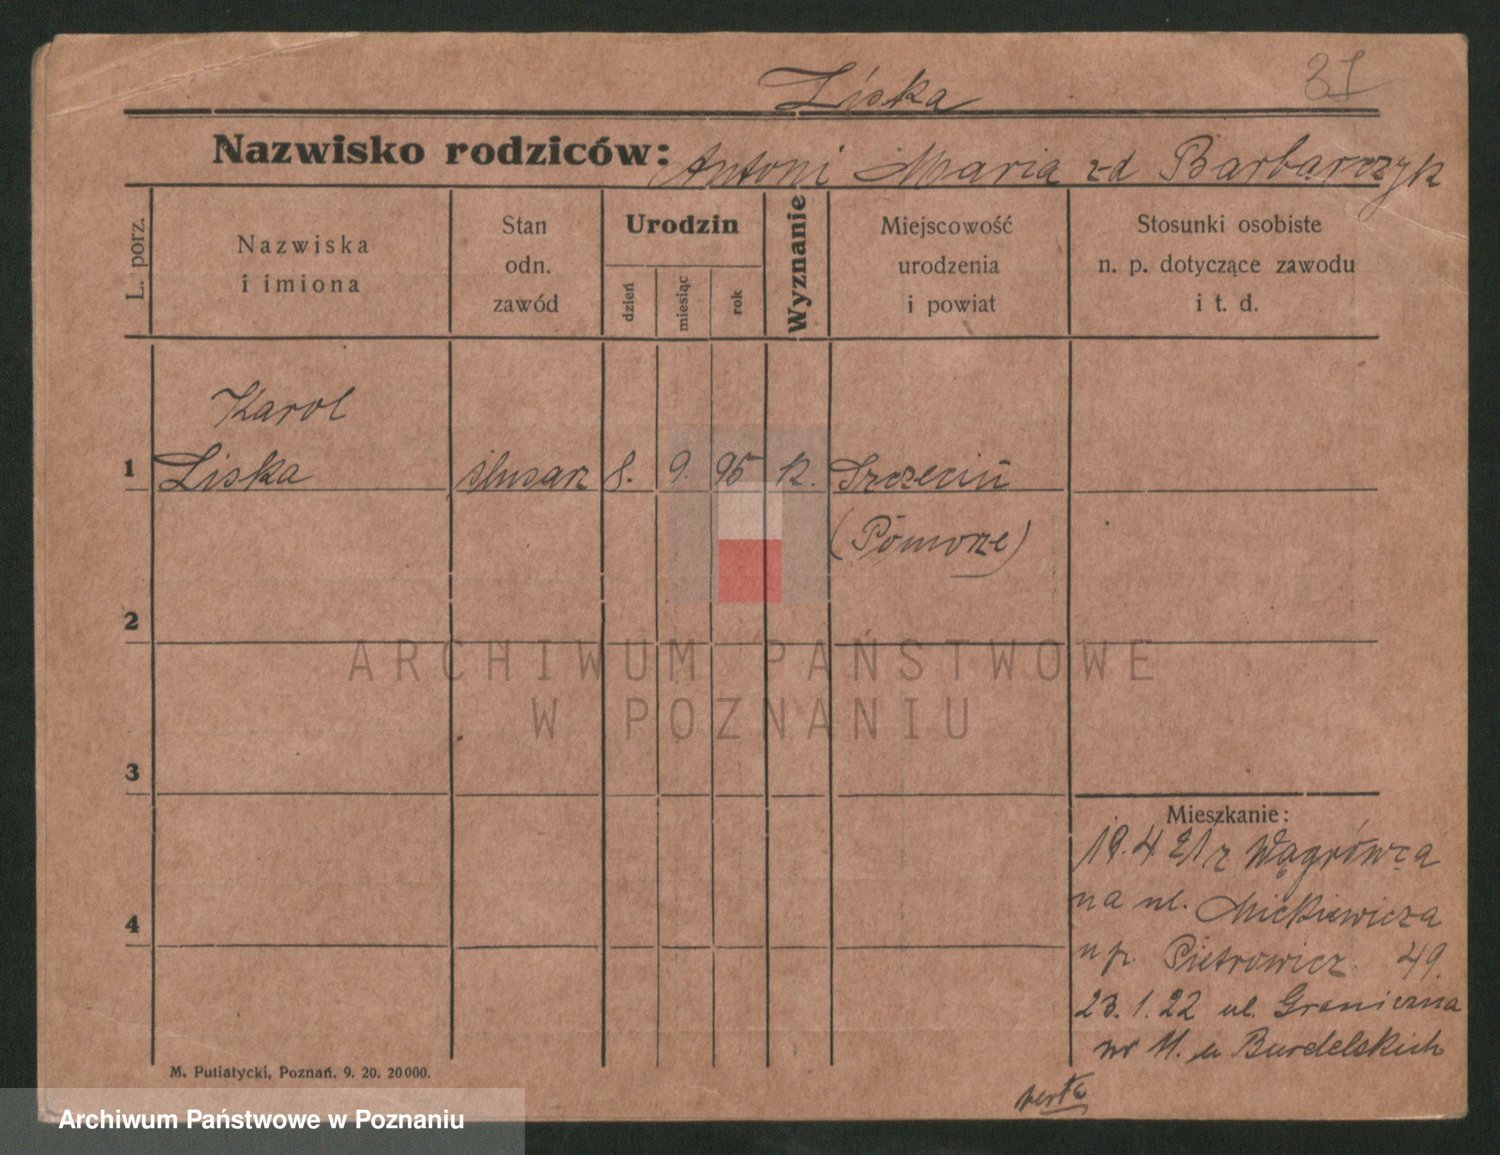 Liska
31
Nazwisko rodziców: Antoni Maria z d Barbarczyk
L. porz.
Nazwiska
i imiona
Stan
odn.
zawód
Urodzin
dzień
miesiąc
rok
Wyznanie
Miejscowość
urodzenia
i powiat
Stosunki osobiste
n. p. dotyczące zawodu
i t. d.
Karol
1 Liska ślusarz 8. 9. 95 k. Szczeciń
(Pomorze)
2
3
4
Mieszkanie:
19.4 21 z Wągrówca
na ul. Mickiewicza
u p. Pietrowicz 49.
23.1.22 ul. Graniczna
nr 11. u Burdelskich
M. Putiatycki, Poznań. 9. 20. 20000.
ARCHIWUM PAŃSTWOWE
W POZNANIU
Archiwum Państwowe w Poznaniu